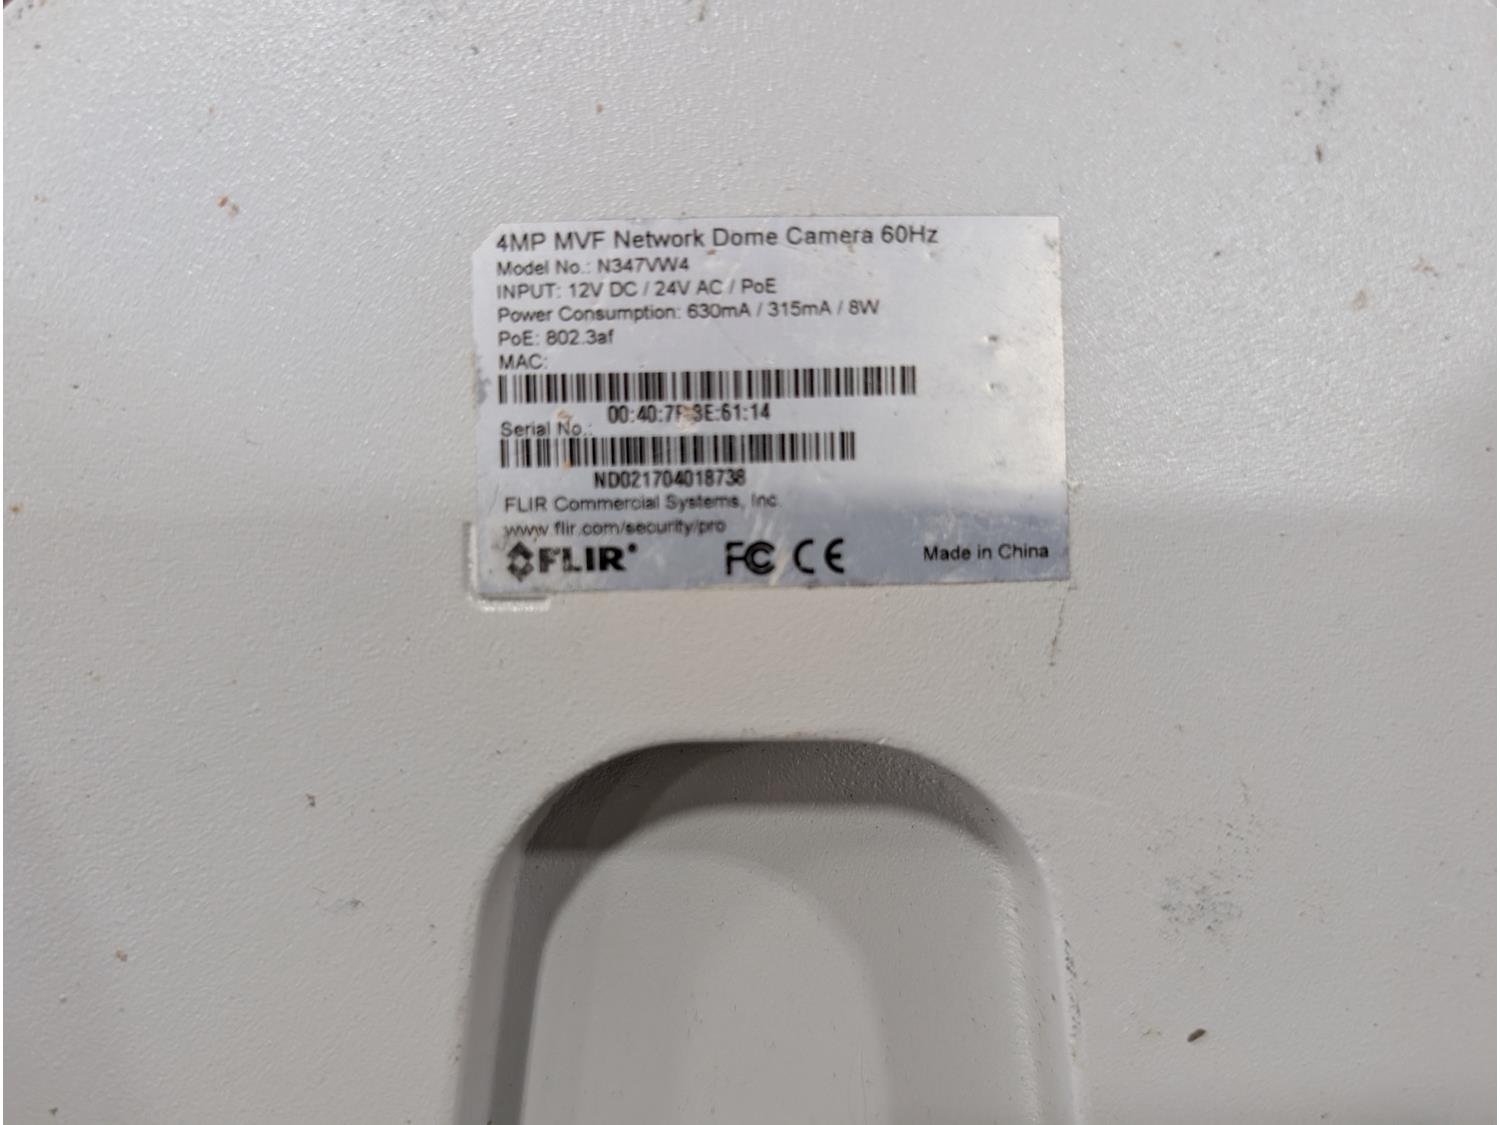 4MP MVF Network Dome Camera 60Hz
Model No.: N347VW4
INPUT: 12V DC / 24V AC / PoE
Power Consumption: 630mA / 315mA / 8W
PoE: 802.3af
MAC:
Serial No.:
ND021704018738
FLIR Commercial Systems, Inc.
www.flir.com/security/pro
FLIR®
FC CE
Made in China